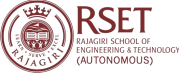 RSET
RAJAGIRI SCHOOL OF
ENGINEERING & TECHNOLOGY
(AUTONOMOUS)
RAJAGIRI